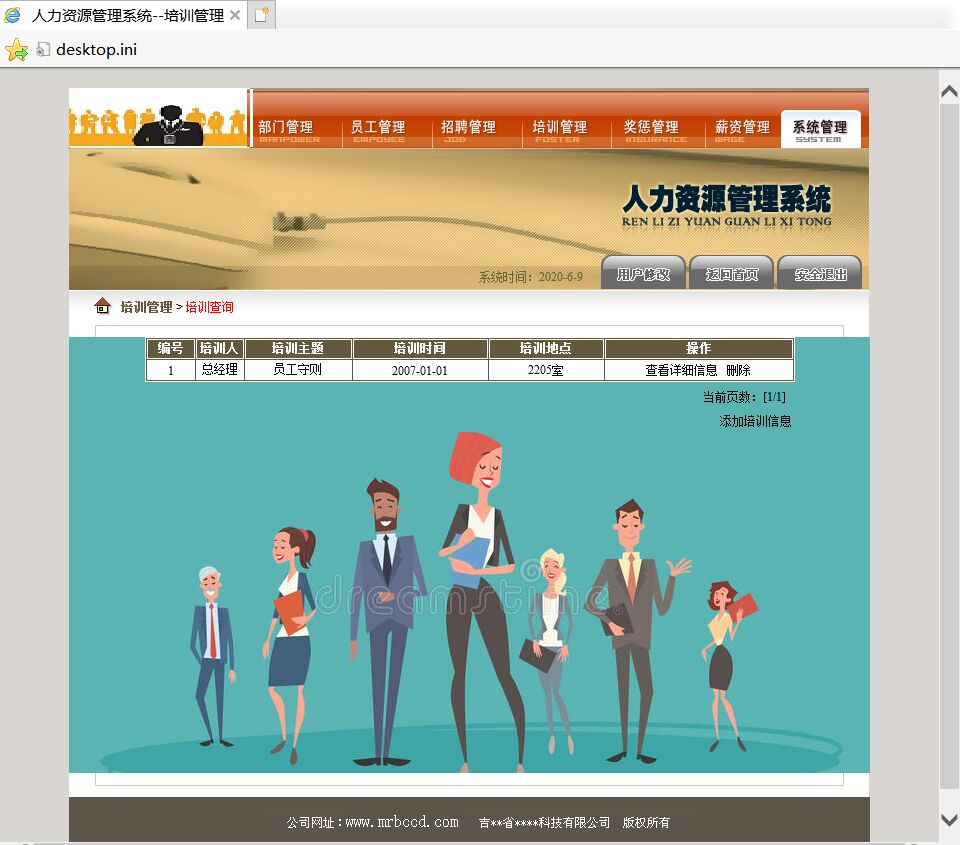 人力资源管理系统--培训管理
desktop.ini
部门管理 员工管理 招聘管理 培训管理 奖惩管理 薪资管理 系统管理
MANPOWER EMPOYEE JOB FOSTER INSURANCE WAGE SYSTEM
人力资源管理系统
REN LI ZI YUAN GUAN LI XI TONG
系统时间：2020-6-9 用户修改 返回首页 安全退出
培训管理 > 培训查询
编号 培训人 培训主题 培训时间 培训地点 操作
1 总经理 员工守则 2007-01-01 2205室 查看详细信息 删除
当前页数：[1/1]
添加培训信息
dreamstime
公司网址：www.mrbccd.com 吉**省****科技有限公司 版权所有